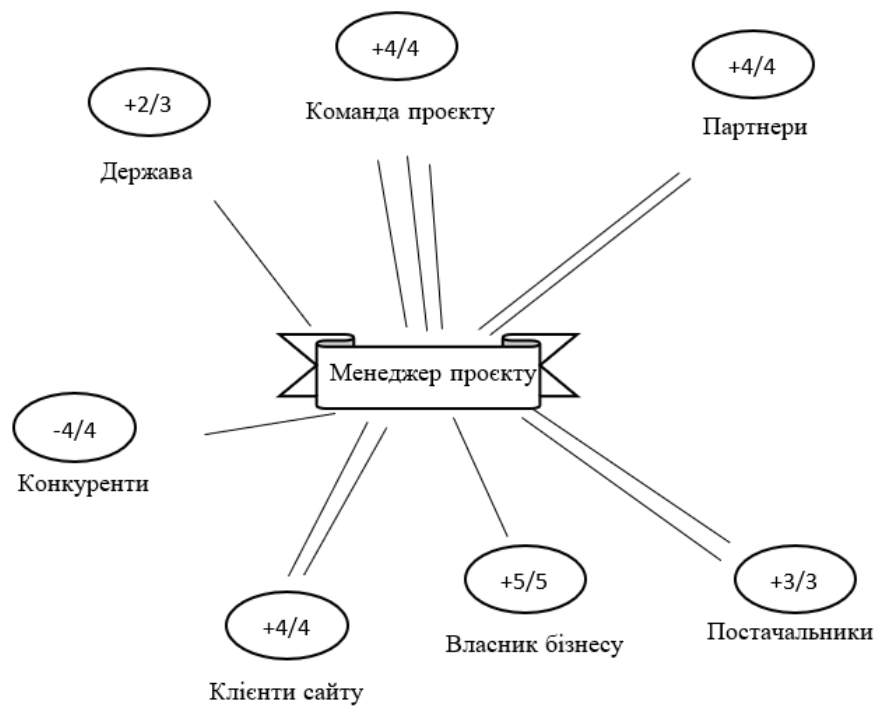 +4/4
Команда проєкту
+4/4
Партнери
+2/3
Держава
Менеджер проєкту
-4/4
Конкуренти
+4/4
Клієнти сайту
+5/5
Власник бізнесу
+3/3
Постачальники